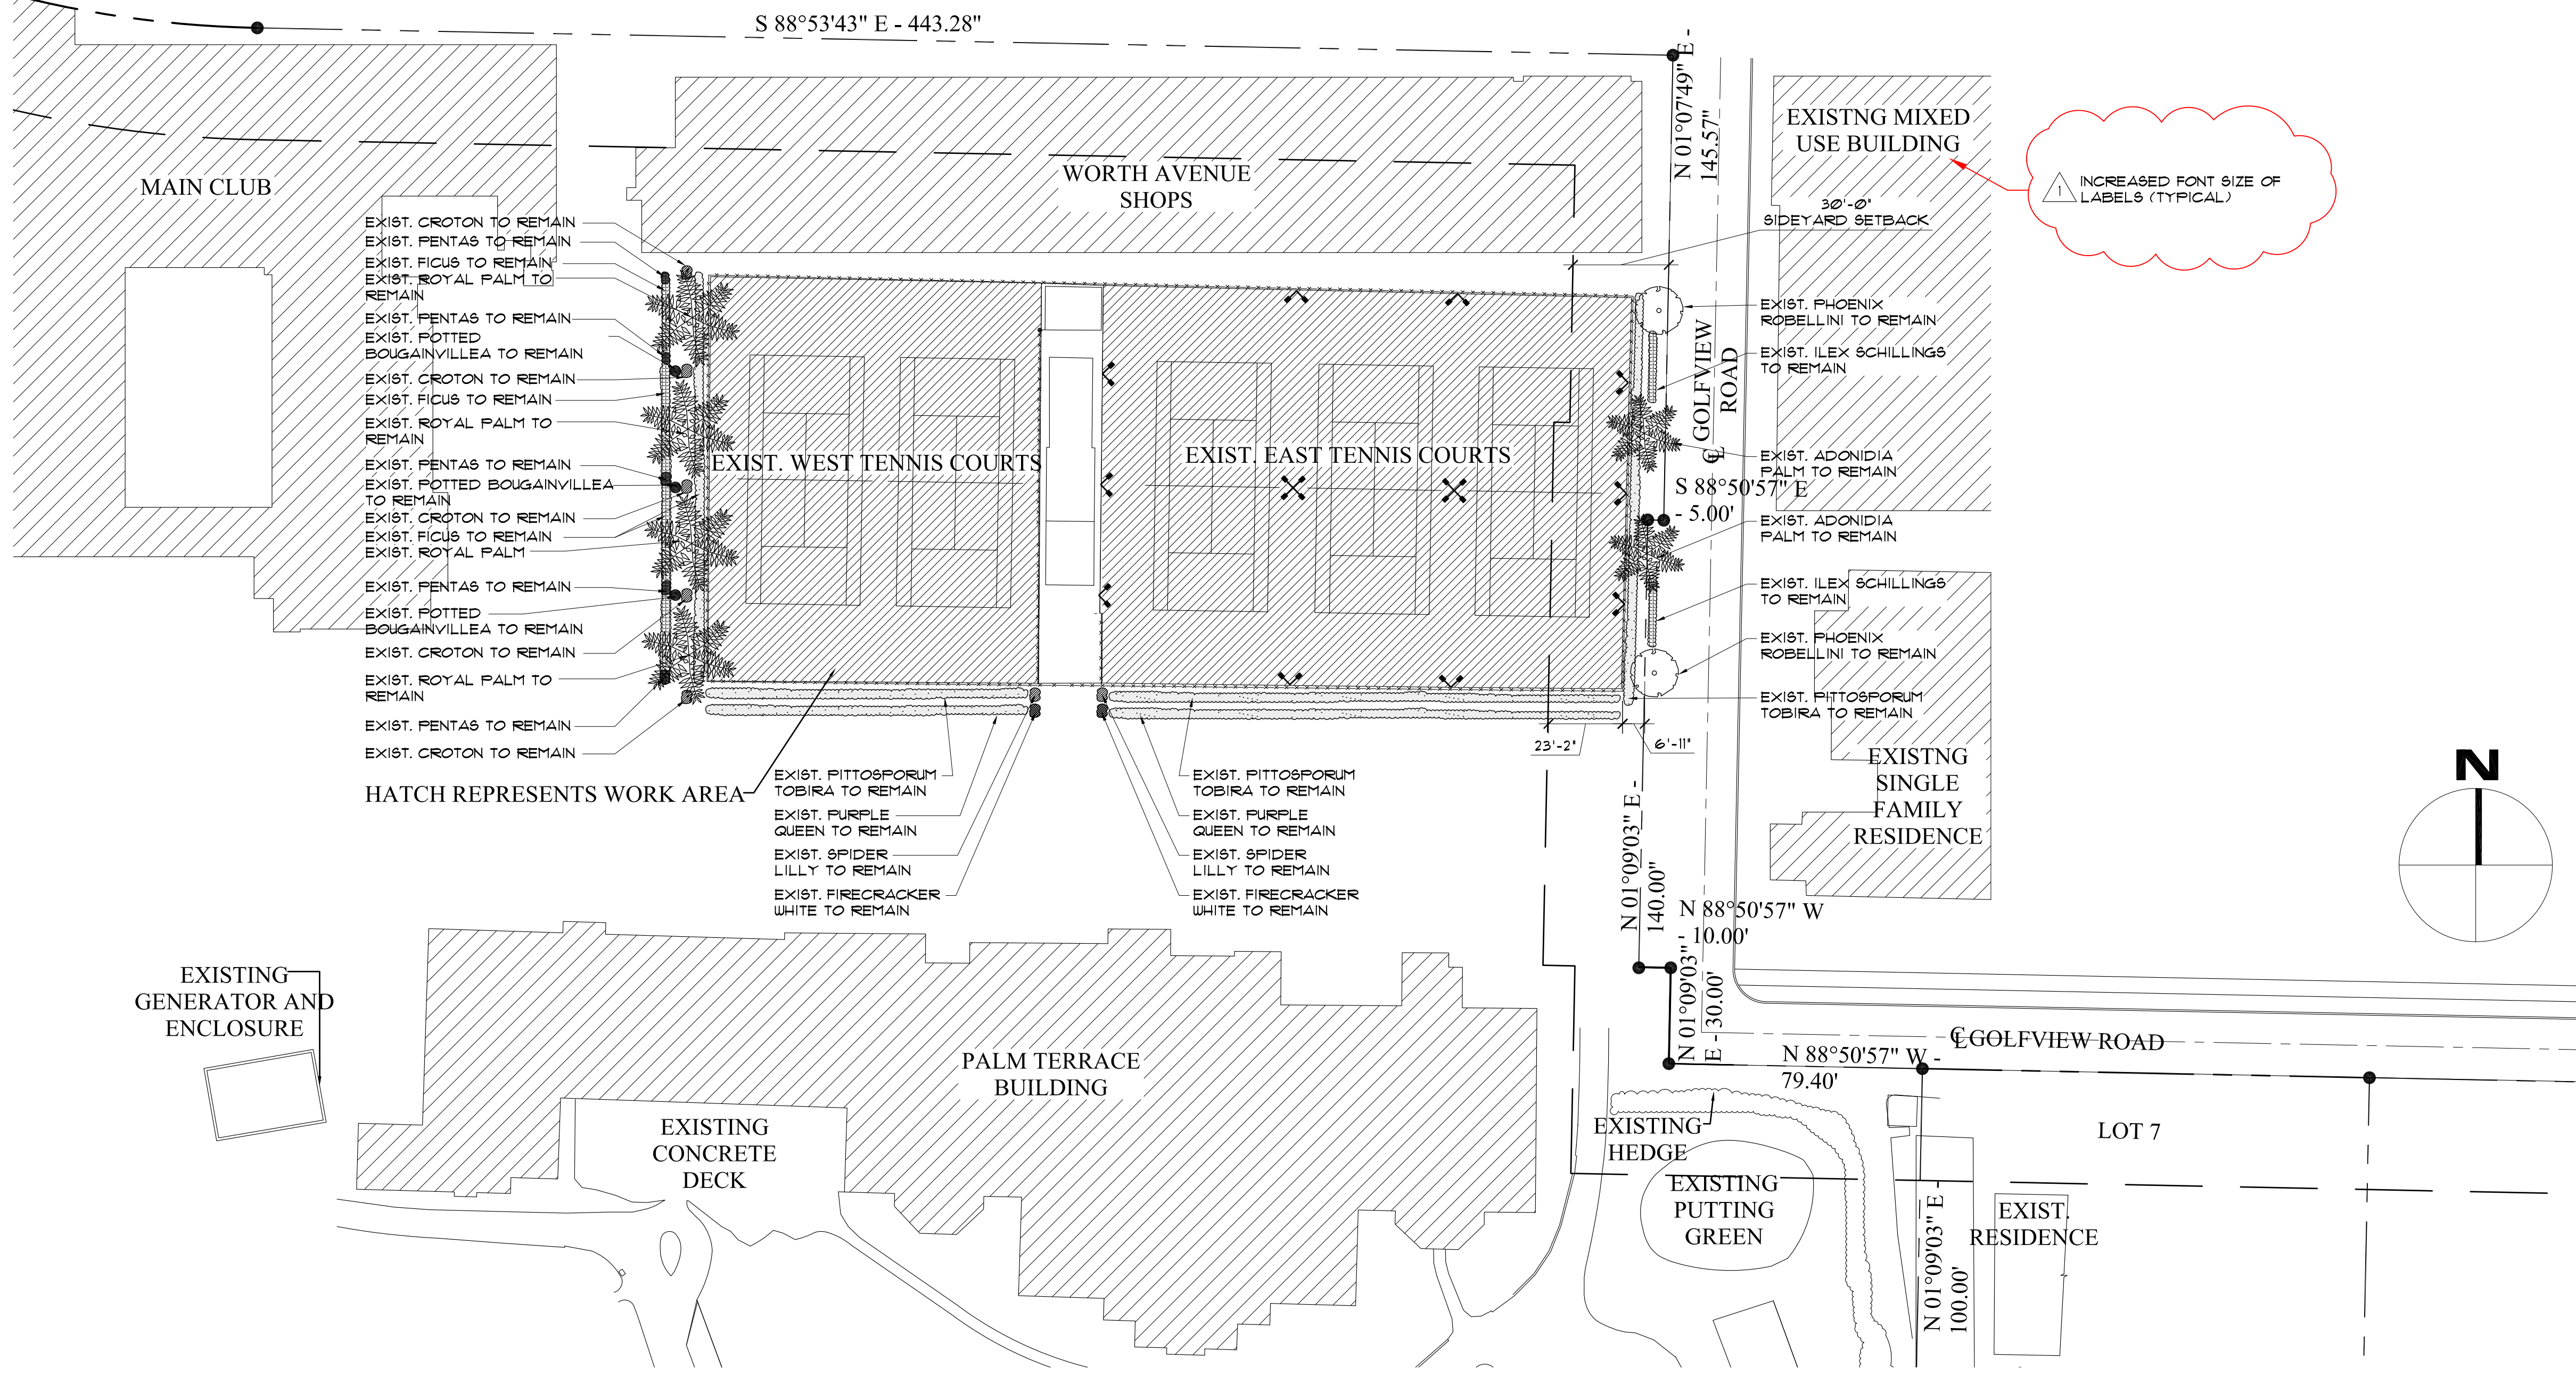 S 88°53'43" E - 443.28"
N 01°07'49" E -
145.57"
MAIN CLUB
WORTH AVENUE
SHOPS
EXISTNG MIXED
USE BUILDING
1
INCREASED FONT SIZE OF
LABELS (TYPICAL)
30'-0"
SIDEYARD SETBACK
EXIST. CROTON TO REMAIN
EXIST. PENTAS TO REMAIN
EXIST. FICUS TO REMAIN
EXIST. ROYAL PALM TO
REMAIN
EXIST. PENTAS TO REMAIN
EXIST. POTTED
BOUGAINVILLEA TO REMAIN
EXIST. CROTON TO REMAIN
EXIST. FICUS TO REMAIN
EXIST. ROYAL PALM TO
REMAIN
EXIST. PENTAS TO REMAIN
EXIST. POTTED BOUGAINVILLEA
TO REMAIN
EXIST. CROTON TO REMAIN
EXIST. FICUS TO REMAIN
EXIST. ROYAL PALM
EXIST. PENTAS TO REMAIN
EXIST. POTTED
BOUGAINVILLEA TO REMAIN
EXIST. CROTON TO REMAIN
EXIST. ROYAL PALM TO
REMAIN
EXIST. PENTAS TO REMAIN
EXIST. CROTON TO REMAIN
HATCH REPRESENTS WORK AREA
EXIST. WEST TENNIS COURTS
EXIST. EAST TENNIS COURTS
℄ GOLFVIEW
ROAD
EXIST. PHOENIX
ROBELLINI TO REMAIN
EXIST. ILEX SCHILLINGS
TO REMAIN
EXIST. ADONIDIA
PALM TO REMAIN
S 88°50'57" E
- 5.00'
EXIST. ADONIDIA
PALM TO REMAIN
EXIST. ILEX SCHILLINGS
TO REMAIN
EXIST. PHOENIX
ROBELLINI TO REMAIN
EXIST. PITTOSPORUM
TOBIRA TO REMAIN
23'-2"
6'-11"
EXISTNG
SINGLE
FAMILY
RESIDENCE
N
EXIST. PITTOSPORUM
TOBIRA TO REMAIN
EXIST. PURPLE
QUEEN TO REMAIN
EXIST. SPIDER
LILLY TO REMAIN
EXIST. FIRECRACKER
WHITE TO REMAIN
EXIST. PITTOSPORUM
TOBIRA TO REMAIN
EXIST. PURPLE
QUEEN TO REMAIN
EXIST. SPIDER
LILLY TO REMAIN
EXIST. FIRECRACKER
WHITE TO REMAIN
N 01°09'03" E -
140.00"
N 88°50'57" W
- 10.00'
N 01°09'03"
E - 30.00'
EXISTING
GENERATOR AND
ENCLOSURE
PALM TERRACE
BUILDING
EXISTING
CONCRETE
DECK
℄ GOLFVIEW ROAD
N 88°50'57" W -
79.40'
EXISTING
HEDGE
LOT 7
EXISTING
PUTTING
GREEN
N 01°09'03" E -
100.00'
EXIST.
RESIDENCE